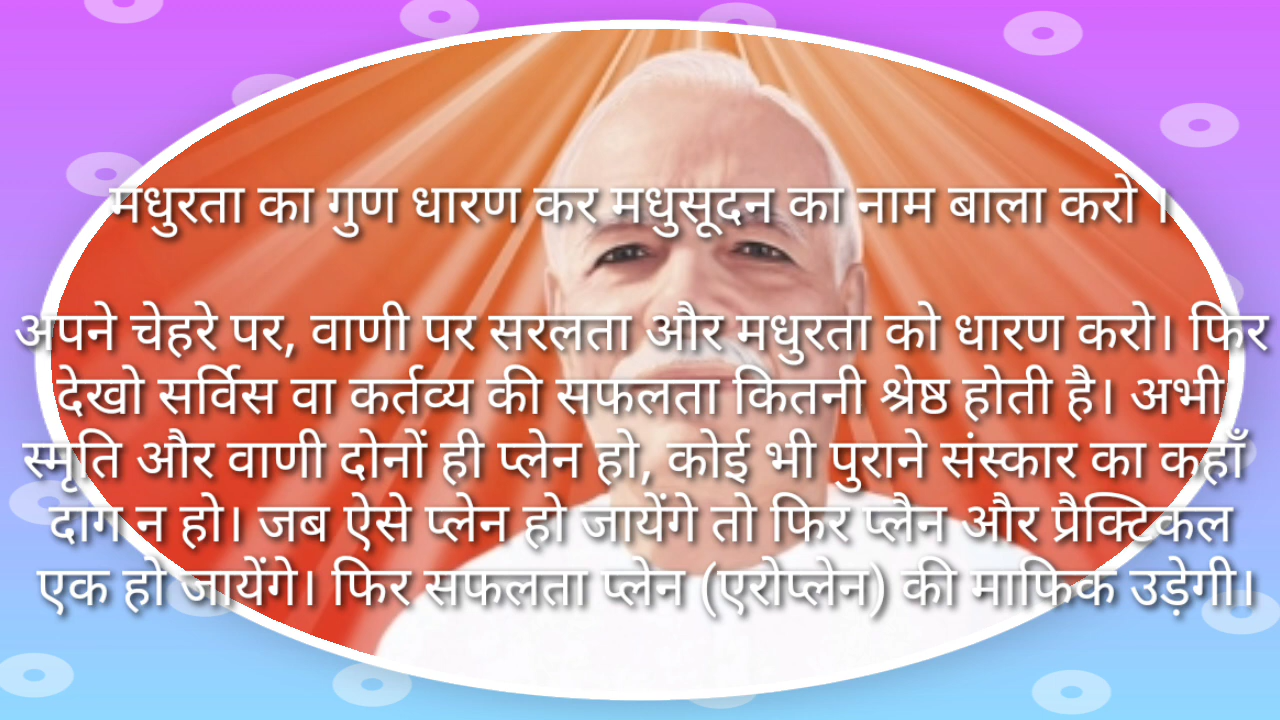 मधुरता का गुण धारण कर मधुसूदन का नाम बाला करो ।
अपने चेहरे पर, वाणी पर सरलता और मधुरता को धारण करो। फिर
देखो सर्विस वा कर्तव्य की सफलता कितनी श्रेष्ठ होती है। अभी
स्मृति और वाणी दोनों ही प्लेन हो, कोई भी पुराने संस्कार का कहाँ
दाग न हो। जब ऐसे प्लेन हो जायेंगे तो फिर प्लैन और प्रैक्टिकल
एक हो जायेंगे। फिर सफलता प्लेन (एरोप्लेन) की माफिक उड़ेगी।